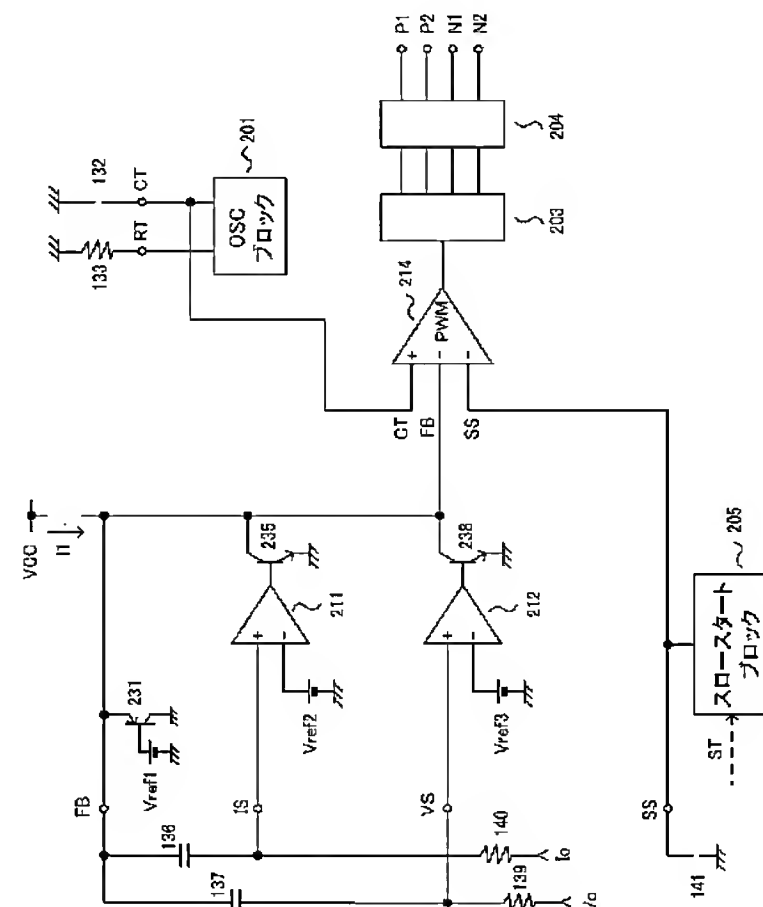 133
132
RT
CT
OSC
ブロック
201
P1
P2
N1
N2
203
204
214
PWM
CT
FB
SS
VCC
I1
235
238
211
212
231
Vref1
Vref2
Vref3
FB
136
137
IS
VS
140
139
Io
SS
141
ST
スロースタート
ブロック
205